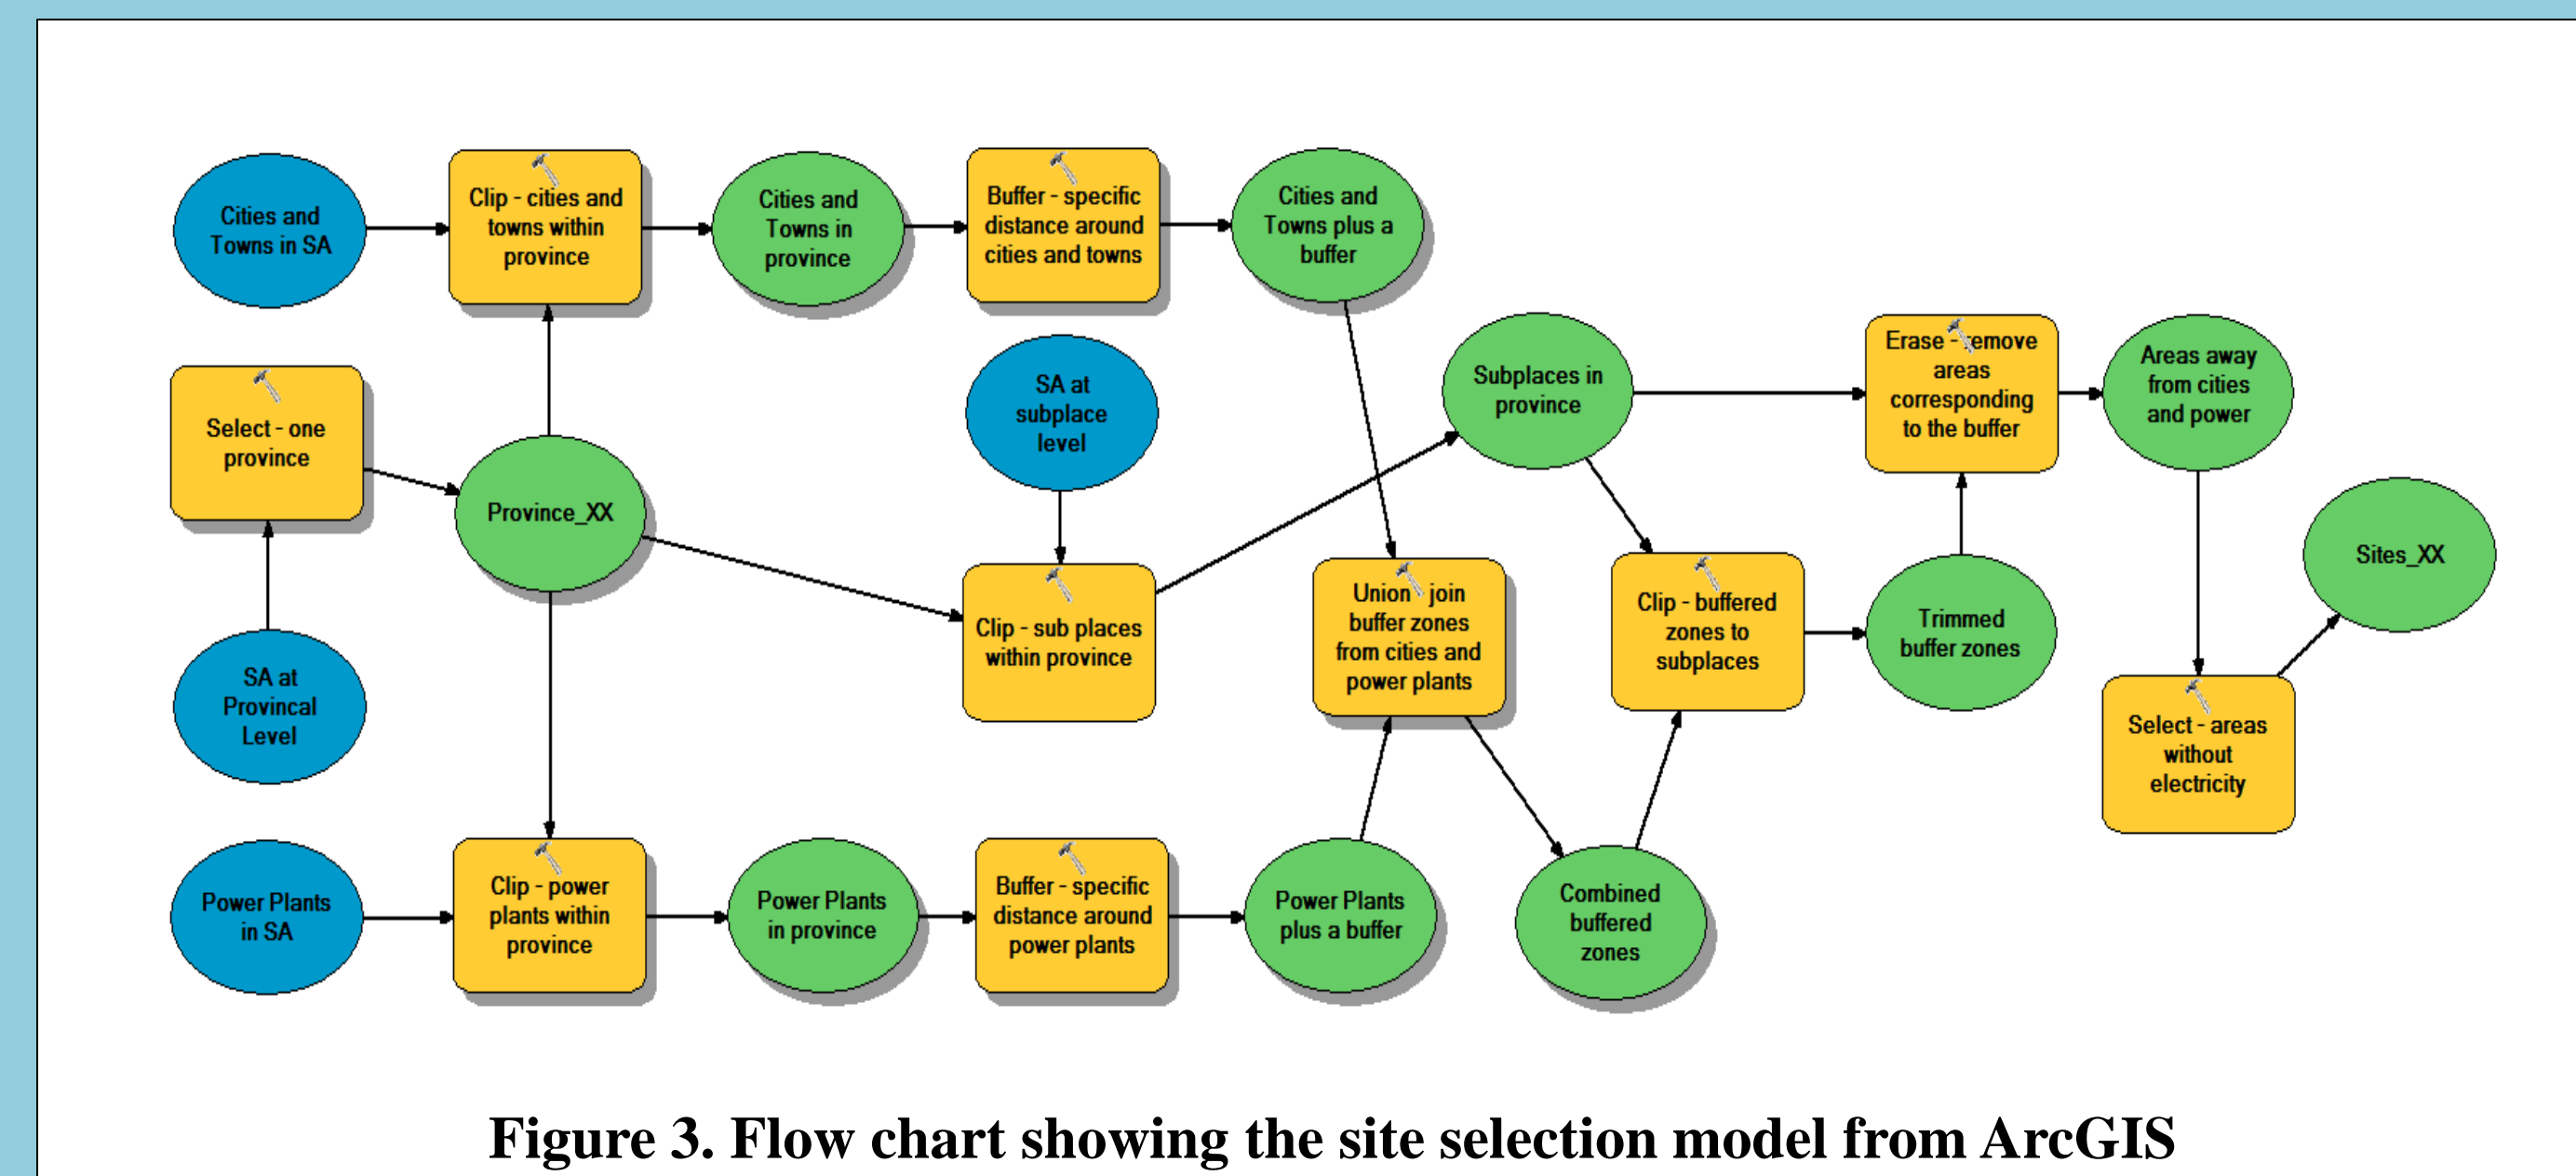 Cities and
Towns in SA
Clip - cities and
towns within
province
Cities and
Towns in
province
Buffer - specific
distance around
cities and towns
Cities and
Towns plus a
buffer
Select - one
province
Province_XX
SA at
subplace
level
Subplaces in
province
Erase - remove
areas
corresponding
to the buffer
Areas away
from cities
and power
Sites_XX
SA at
Provincal
Level
Clip - sub places
within province
Union - join
buffer zones
from cities and
power plants
Clip - buffered
zones to
subplaces
Trimmed
buffer zones
Select - areas
without
electricity
Power Plants
in SA
Clip - power
plants within
province
Power Plants
in province
Buffer - specific
distance around
power plants
Power Plants
plus a buffer
Combined
buffered
zones
Figure 3. Flow chart showing the site selection model from ArcGIS